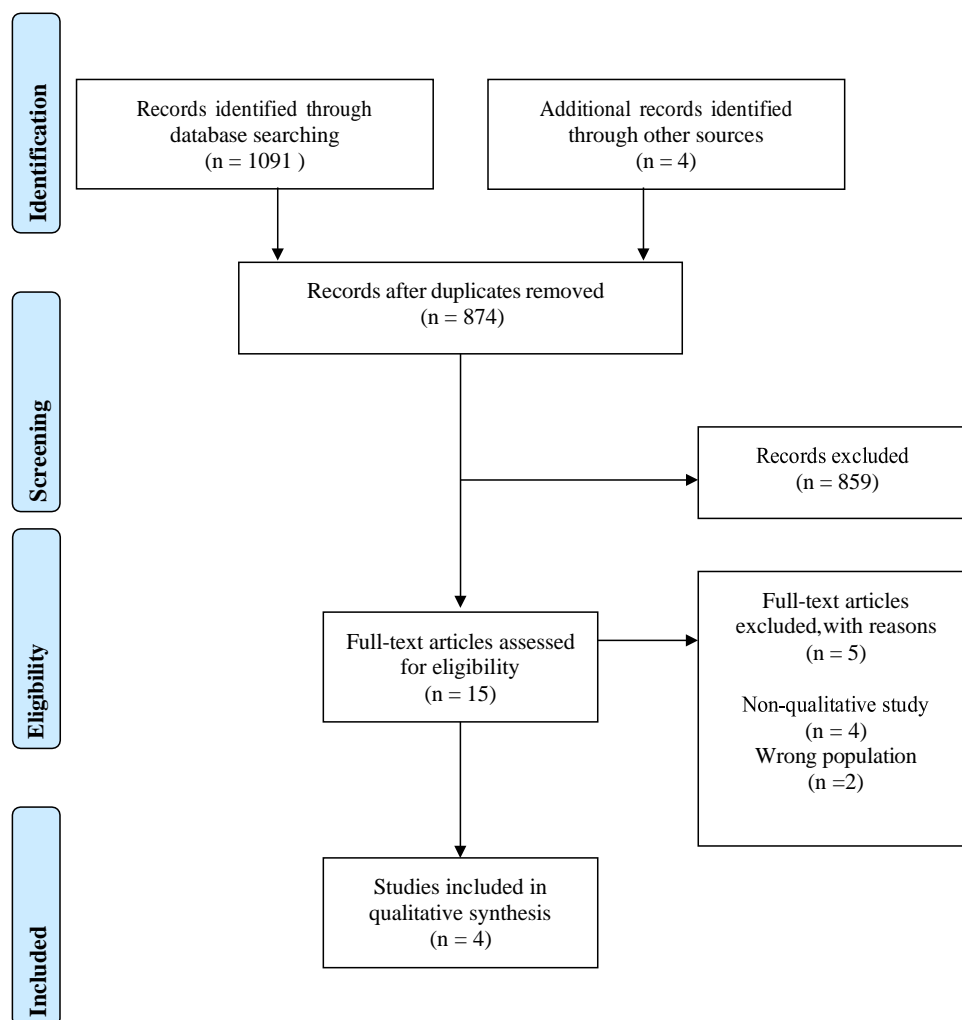 Identification
Records identified through
database searching
(n = 1091 )
Additional records identified
through other sources
(n = 4)
Records after duplicates removed
(n = 874)
Screening
Records excluded
(n = 859)
Eligibility
Full-text articles assessed
for eligibility
(n = 15)
Full-text articles
excluded,with reasons
(n = 5)
Non-qualitative study
(n = 4)
Wrong population
(n =2)
Included
Studies included in
qualitative synthesis
(n = 4)